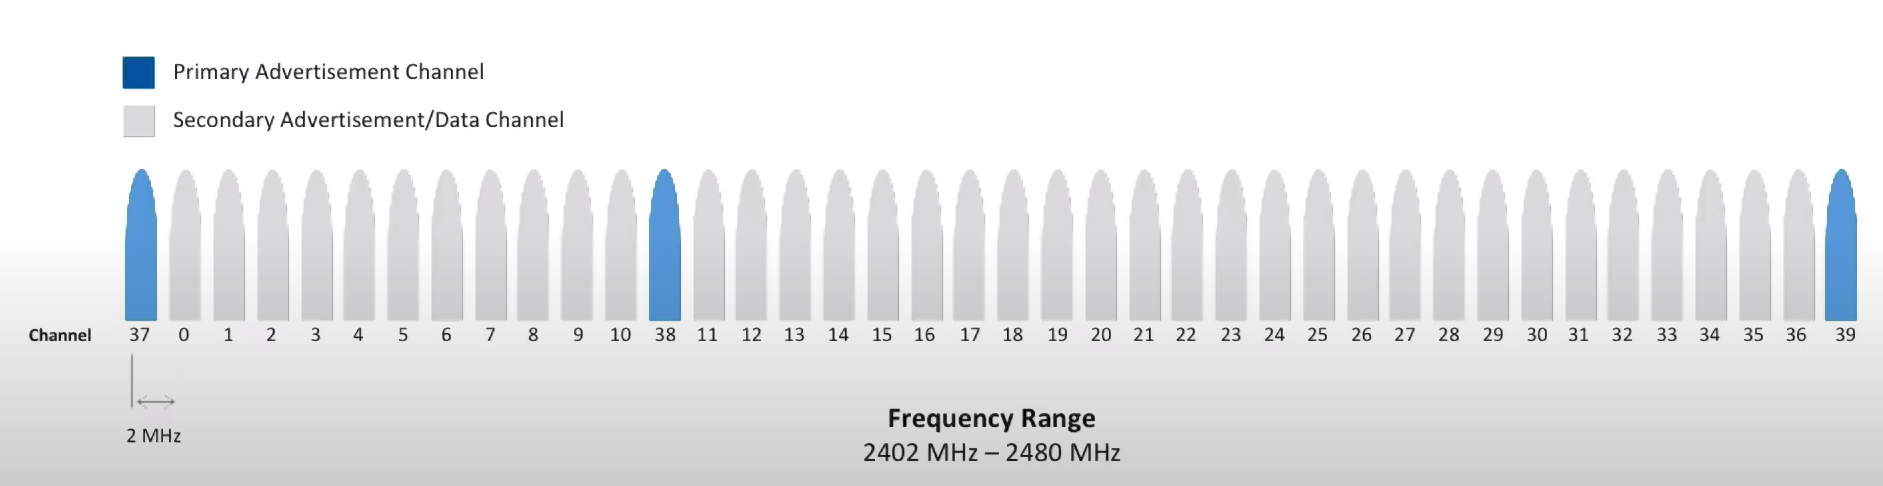 Primary Advertisement Channel
Secondary Advertisement/Data Channel
Channel 37 0 1 2 3 4 5 6 7 8 9 10 38 11 12 13 14 15 16 17 18 19 20 21 22 23 24 25 26 27 28 29 30 31 32 33 34 35 36 39
2 MHz
Frequency Range
2402 MHz – 2480 MHz